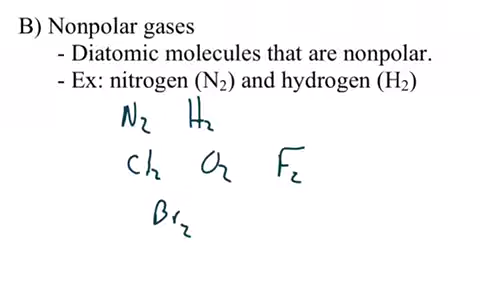 B) Nonpolar gases
- Diatomic molecules that are nonpolar.
- Ex: nitrogen (N₂) and hydrogen (H₂)
N₂ H₂
Cl₂ O₂ F₂
Br₂